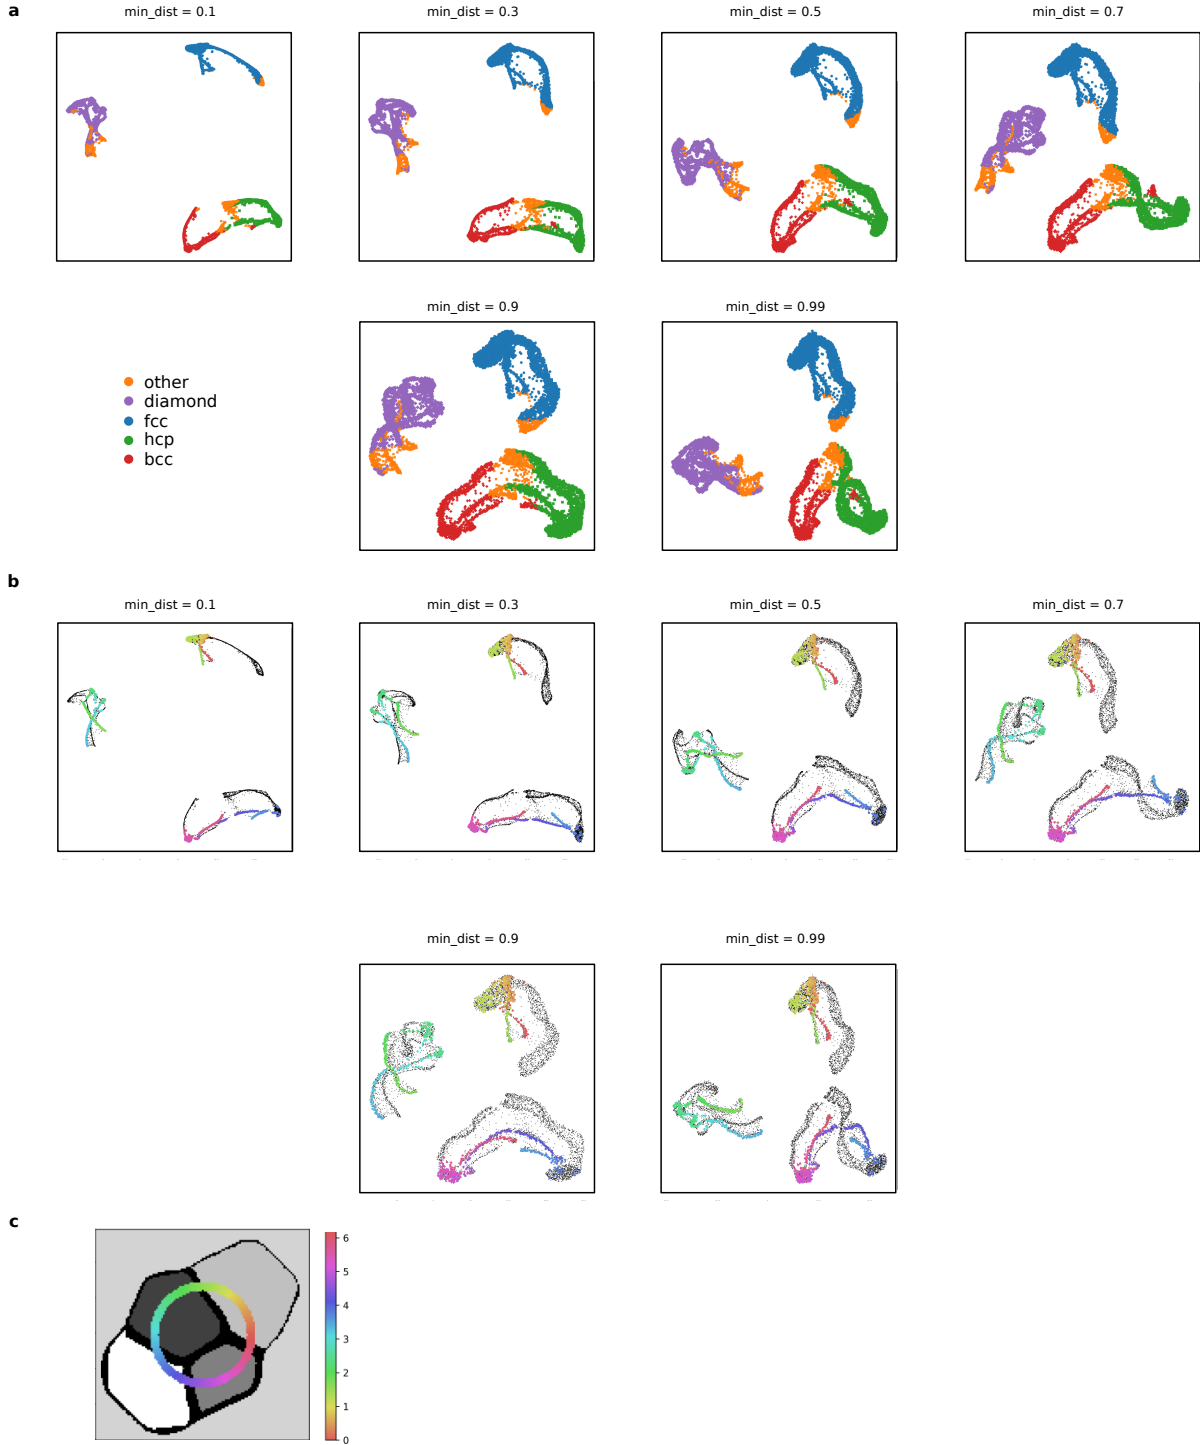 a
min_dist = 0.1
min_dist = 0.3
min_dist = 0.5
min_dist = 0.7
min_dist = 0.9
min_dist = 0.99
other
diamond
fcc
hcp
bcc
b
min_dist = 0.1
min_dist = 0.3
min_dist = 0.5
min_dist = 0.7
min_dist = 0.9
min_dist = 0.99
c
6
5
4
3
2
1
0